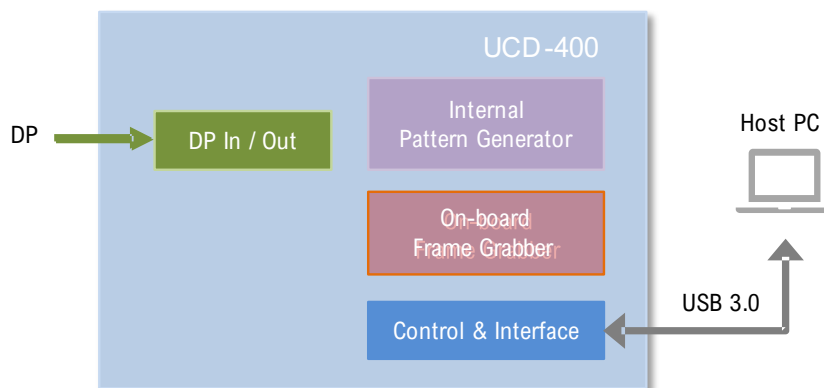 UCD-400
Internal
Pattern Generator
DP
DP In / Out
Host PC
On-board
Frame Grabber
USB 3.0
Control & Interface